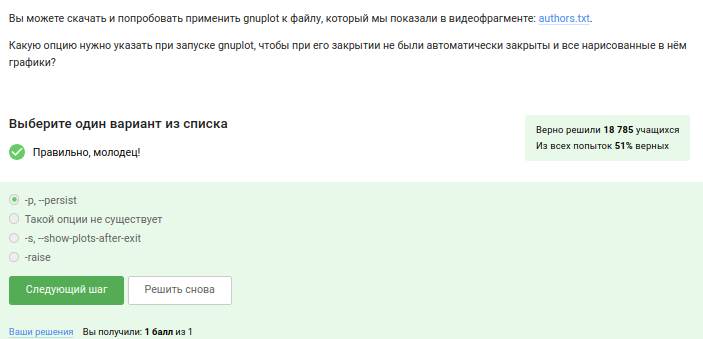 Вы можете скачать и попробовать применить gnuplot к файлу, который мы показали в видеофрагменте: authors.txt.
Какую опцию нужно указать при запуске gnuplot, чтобы при его закрытии не были автоматически закрыты и все нарисованные в нём
графики?
Выберите один вариант из списка
Верно решили 18 785 учащихся
Из всех попыток 51% верных
Правильно, молодец!
-p, --persist
Такой опции не существует
-s, --show-plots-after-exit
-raise
Следующий шаг
Решить снова
Ваши решения Вы получили: 1 балл из 1